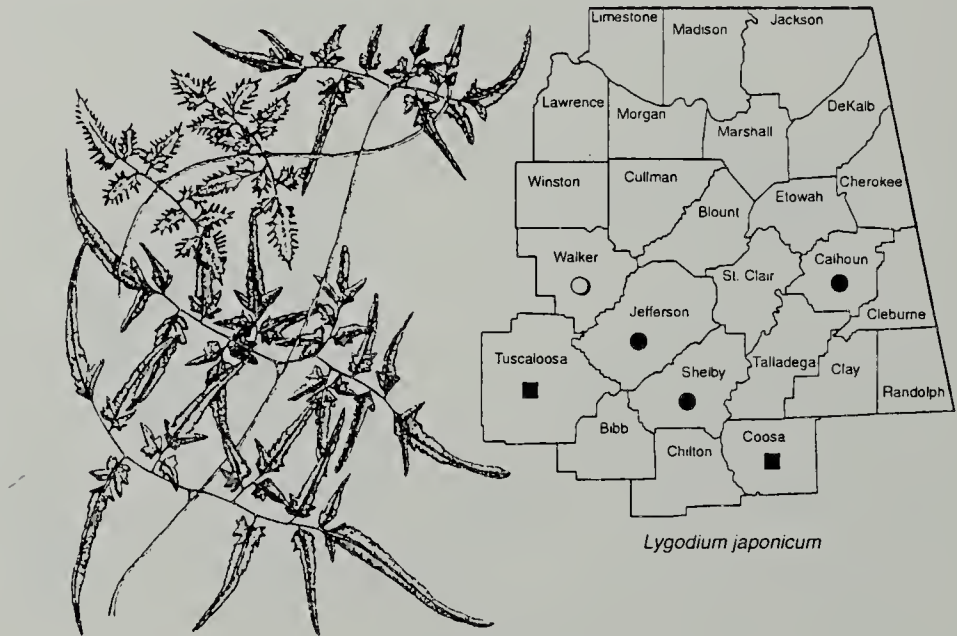 Limestone
Madison
Jackson
Lawrence
Morgan
Marshall
DeKalb
Winston
Cullman
Blount
Etowah
Cherokee
Walker
St. Clair
Calhoun
Jefferson
Cleburne
Tuscaloosa
Shelby
Talladega
Clay
Randolph
Bibb
Chilton
Coosa
Lygodium japonicum